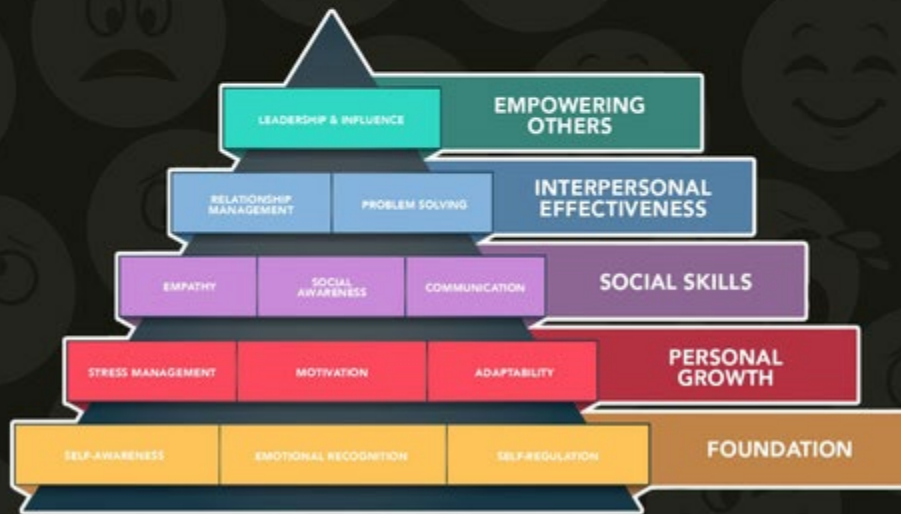 LEADERSHIP & INFLUENCE
EMPOWERING
OTHERS
RELATIONSHIP
MANAGEMENT
PROBLEM SOLVING
INTERPERSONAL
EFFECTIVENESS
EMPATHY
SOCIAL
AWARENESS
COMMUNICATION
SOCIAL SKILLS
STRESS MANAGEMENT
MOTIVATION
ADAPTABILITY
PERSONAL
GROWTH
SELF-AWARENESS
EMOTIONAL RECOGNITION
SELF-REGULATION
FOUNDATION